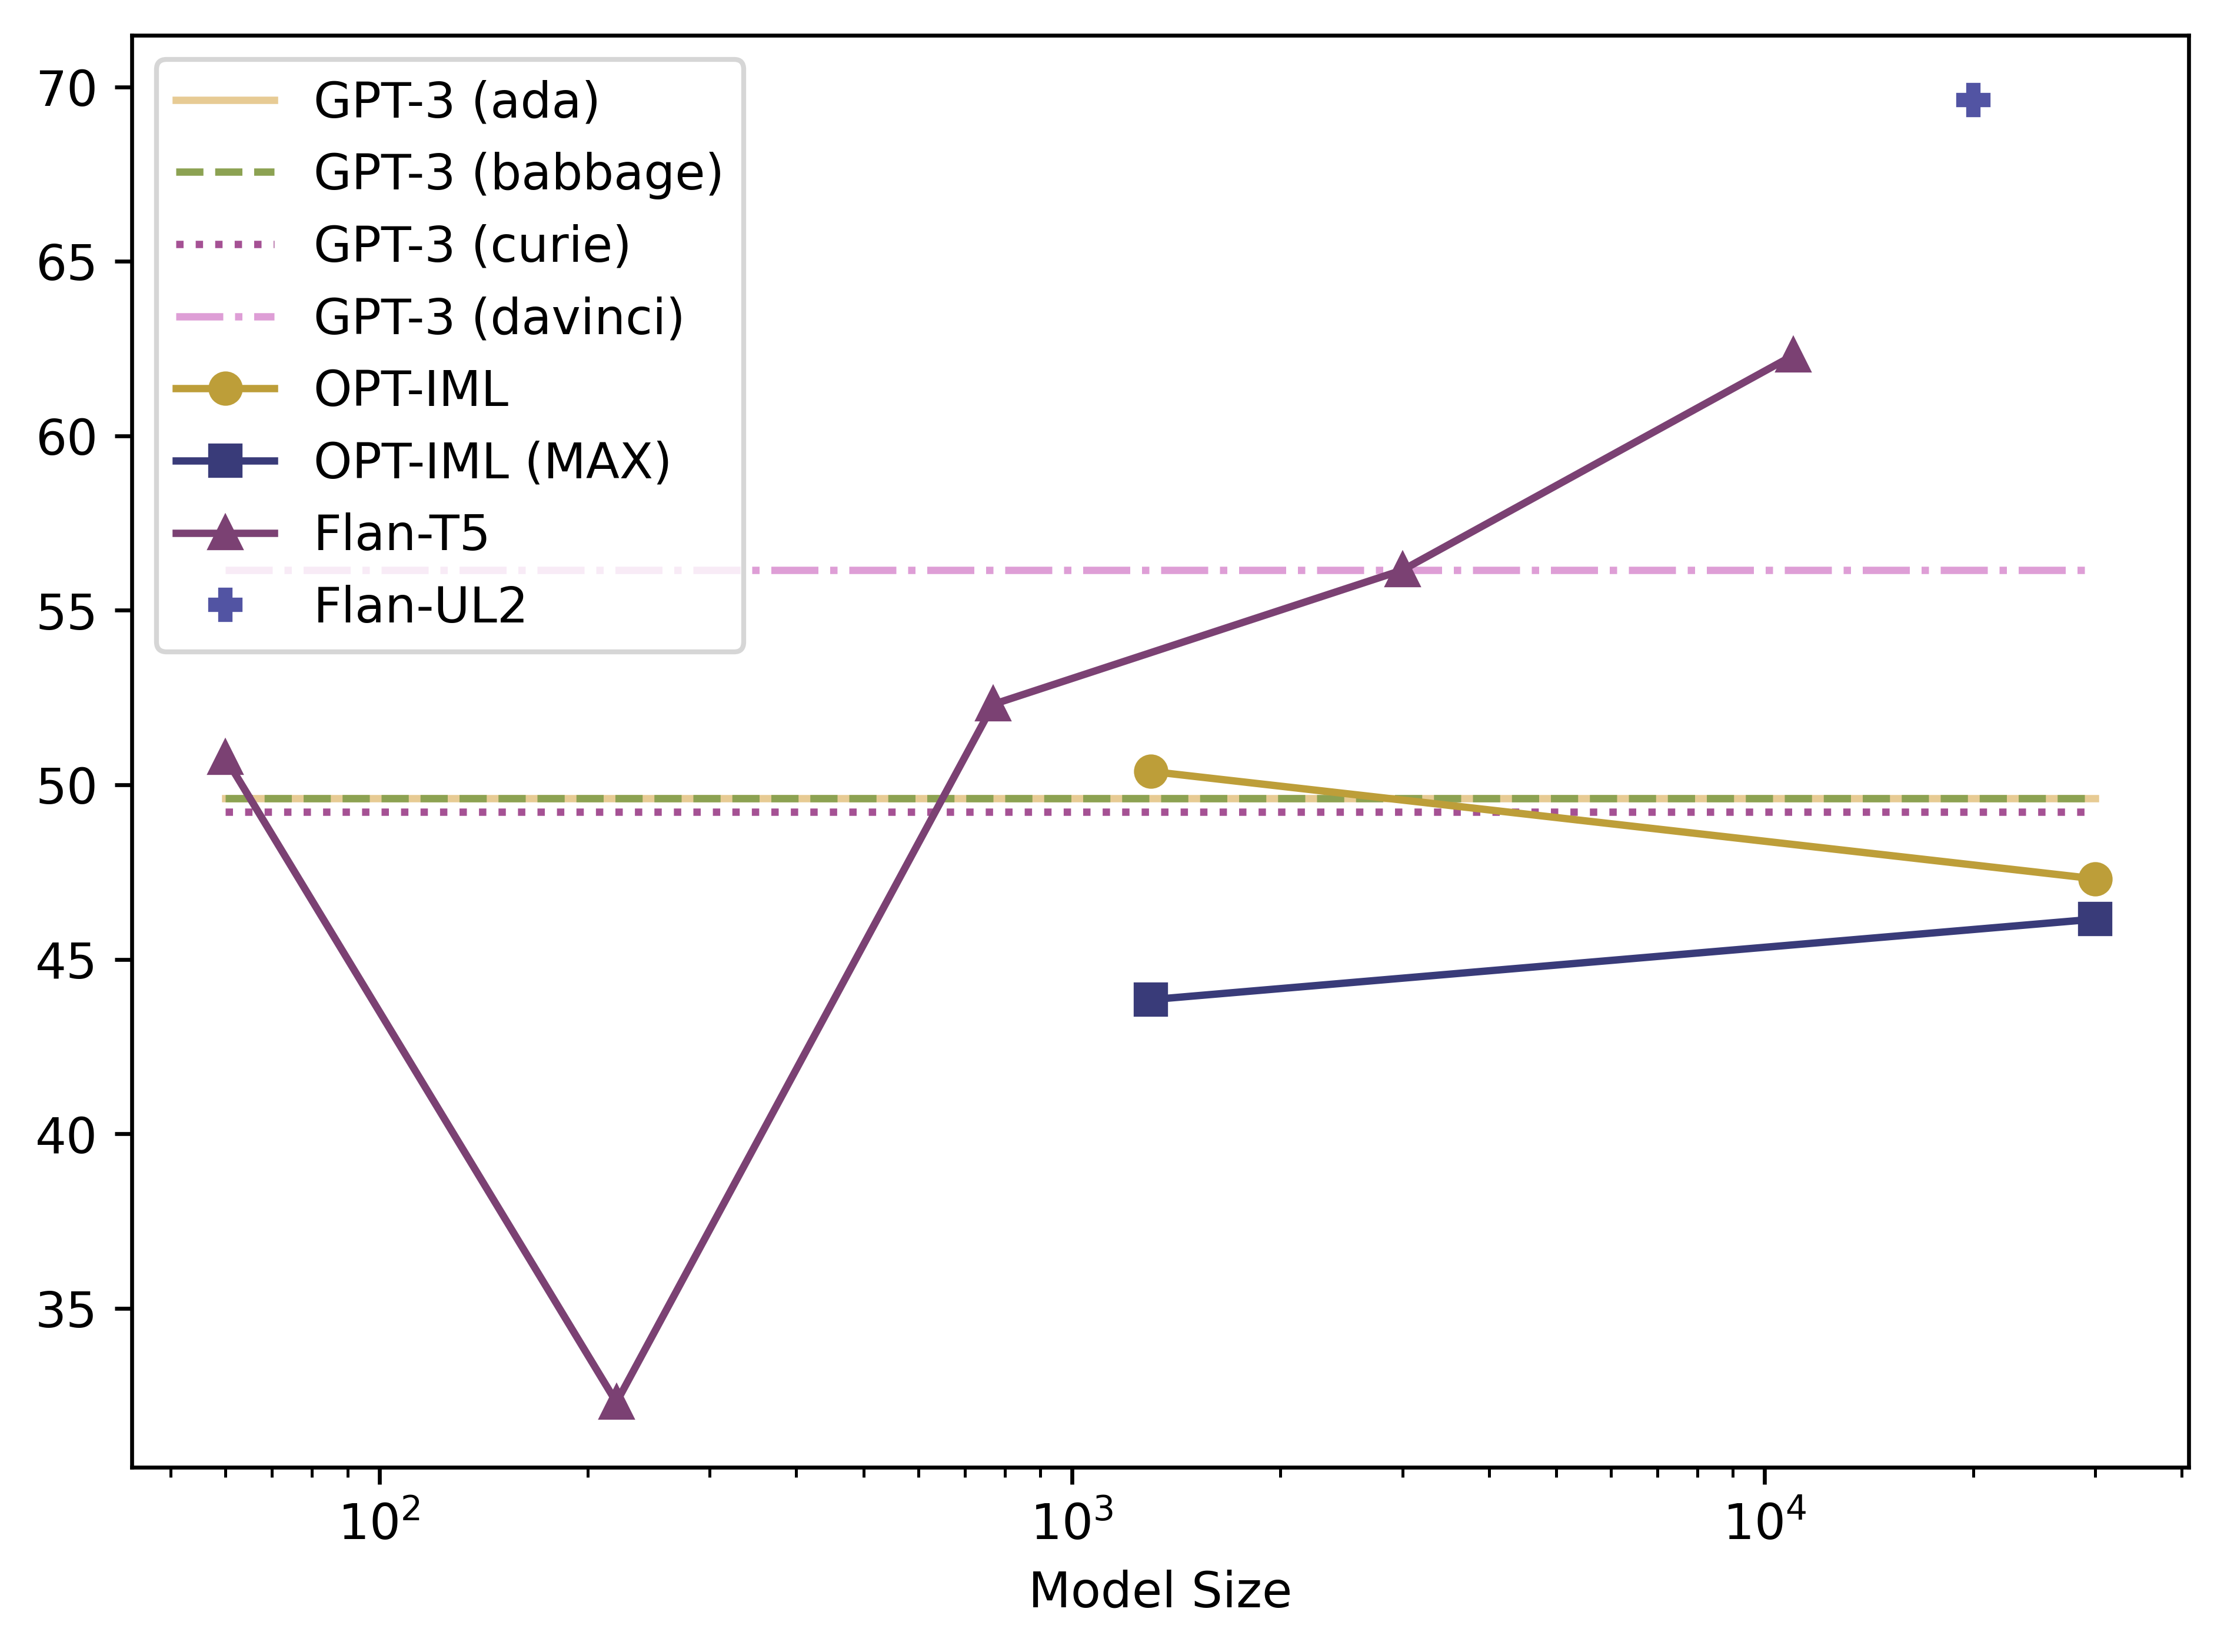 70
65
60
55
50
45
40
35
GPT-3 (ada)
GPT-3 (babbage)
GPT-3 (curie)
GPT-3 (davinci)
OPT-IML
OPT-IML (MAX)
Flan-T5
Flan-UL2
10² 10³ 10⁴
Model Size